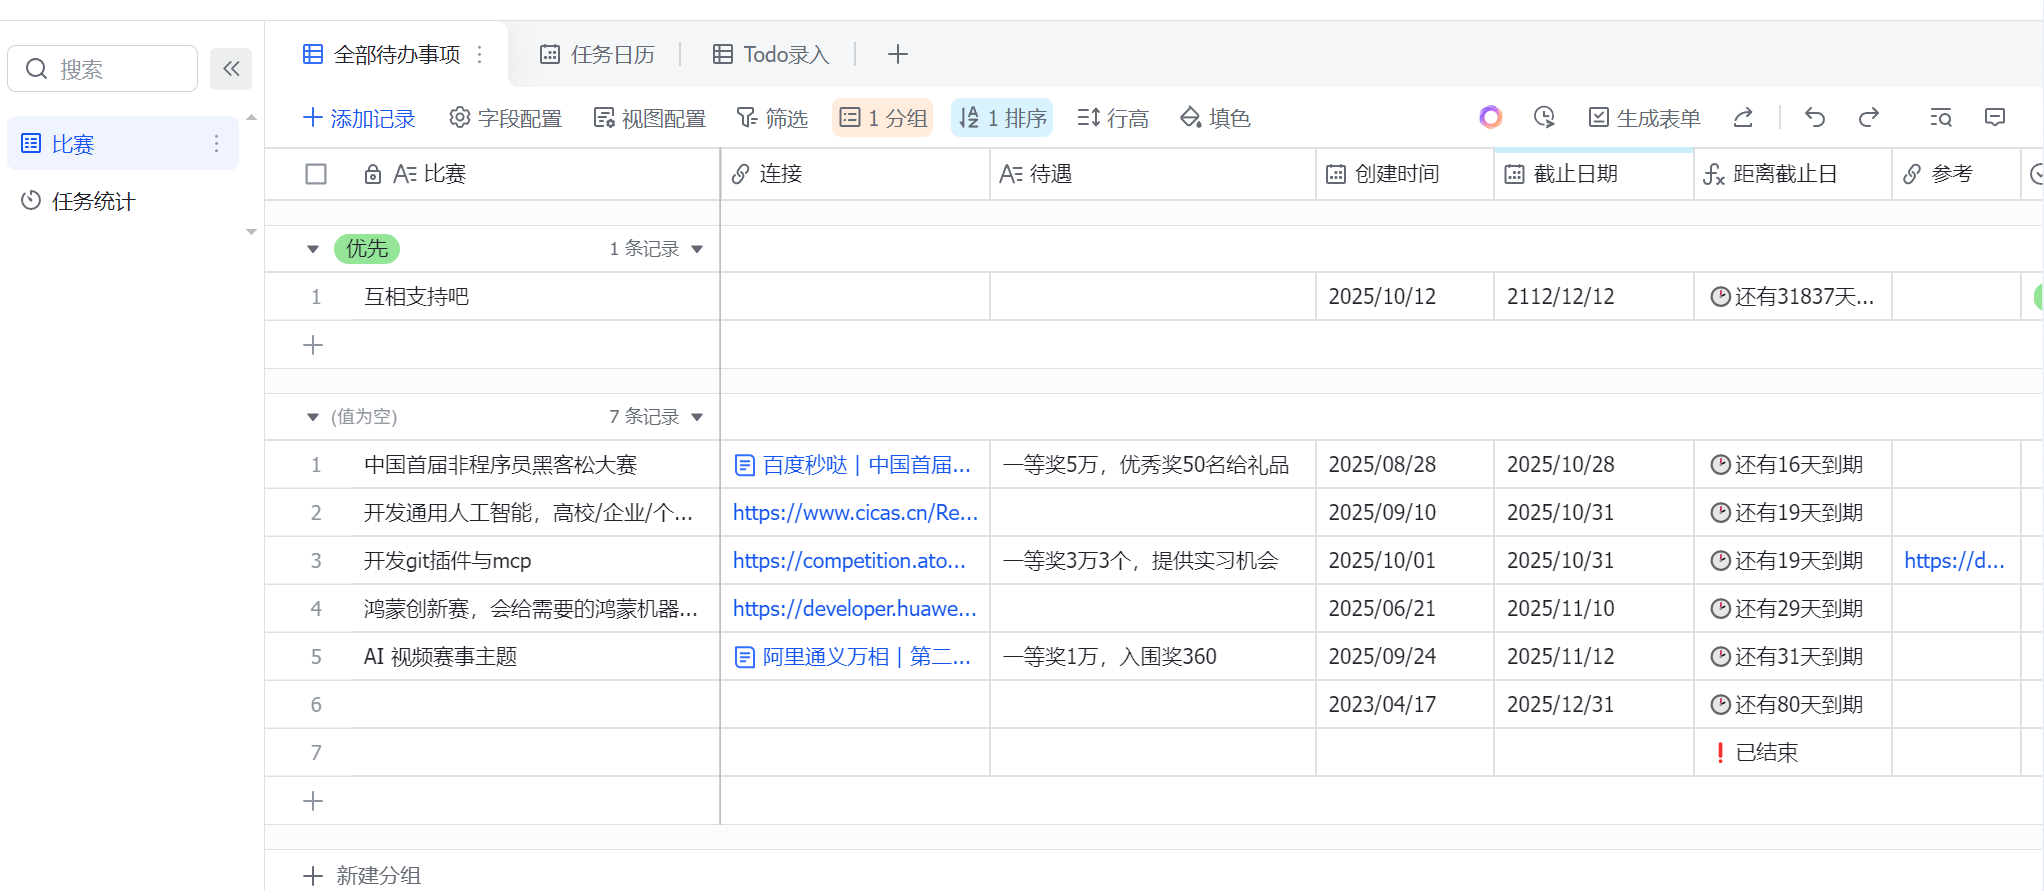 搜索
比赛
任务统计
全部待办事项 任务日历 Todo录入
添加记录 字段配置 视图配置 筛选 1 分组 1 排序 行高 填色 生成表单
比赛 连接 待遇 创建时间 截止日期 距离截止日 参考
优先 1 条记录
1 互相支持吧 2025/10/12 2112/12/12 还有31837天...
(值为空) 7 条记录
1 中国首届非程序员黑客松大赛 百度秒哒 | 中国首届... 一等奖5万，优秀奖50名给礼品 2025/08/28 2025/10/28 还有16天到期
2 开发通用人工智能，高校/企业/个... https://www.cicas.cn/Re... 2025/09/10 2025/10/31 还有19天到期
3 开发git插件与mcp https://competition.ato... 一等奖3万3个，提供实习机会 2025/10/01 2025/10/31 还有19天到期 https://d...
4 鸿蒙创新赛，会给需要的鸿蒙机器... https://developer.huawe... 2025/06/21 2025/11/10 还有29天到期
5 AI 视频赛事主题 阿里通义万相 | 第二... 一等奖1万，入围奖360 2025/09/24 2025/11/12 还有31天到期
6 2023/04/17 2025/12/31 还有80天到期
7 已结束
新建分组